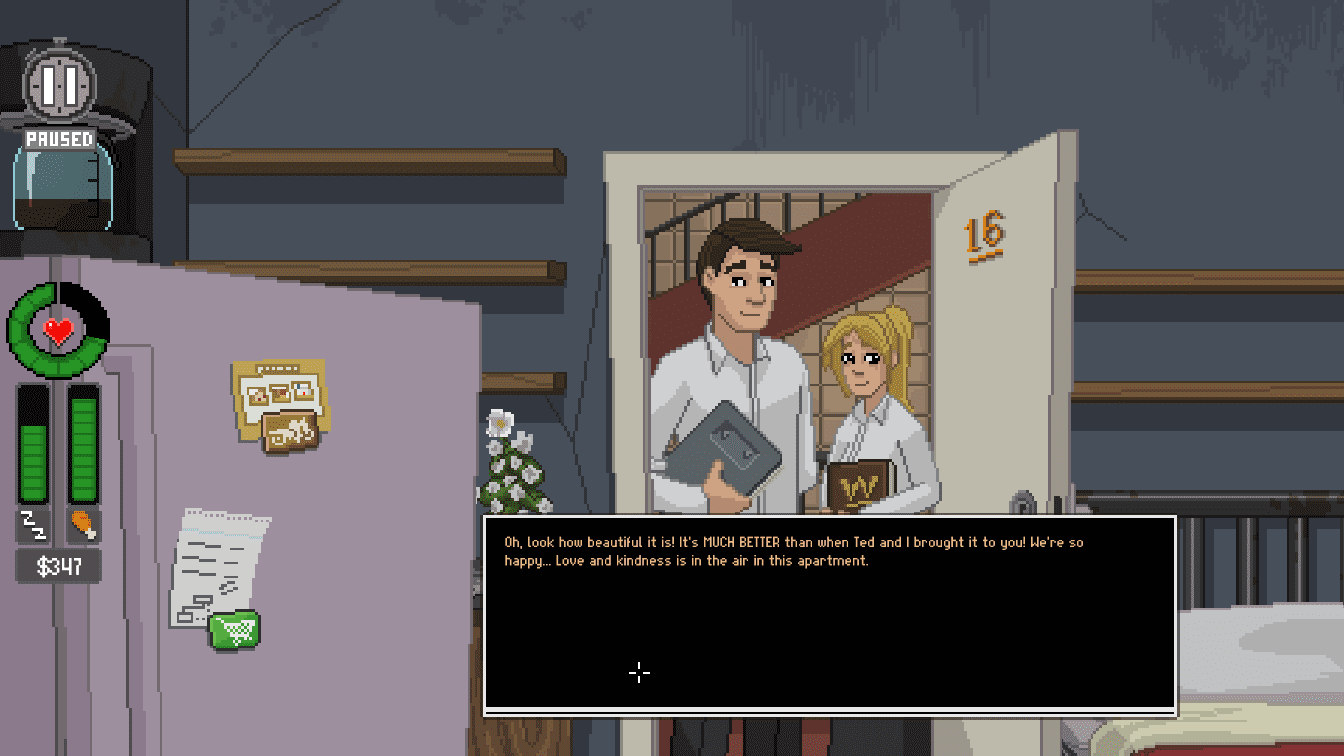 PAUSED
16
W
$347
Oh, look how beautiful it is! It's MUCH BETTER than when Ted and I brought it to you! We're so
happy... Love and kindness is in the air in this apartment.